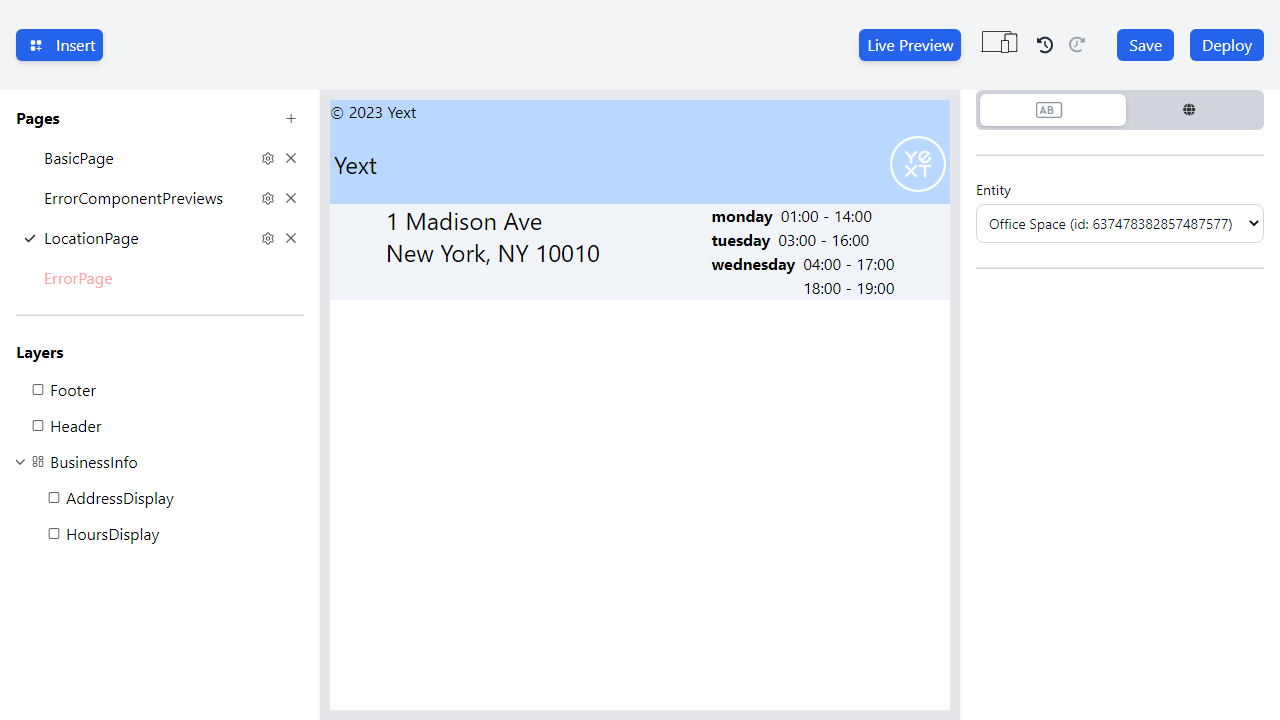 Insert
Live Preview
Save
Deploy
Pages
BasicPage
ErrorComponentPreviews
LocationPage
ErrorPage
Layers
Footer
Header
BusinessInfo
AddressDisplay
HoursDisplay
© 2023 Yext
Yext
YEXT
1 Madison Ave
New York, NY 10010
monday 01:00 - 14:00
tuesday 03:00 - 16:00
wednesday 04:00 - 17:00
18:00 - 19:00
AB
Entity
Office Space (id: 637478382857487577)